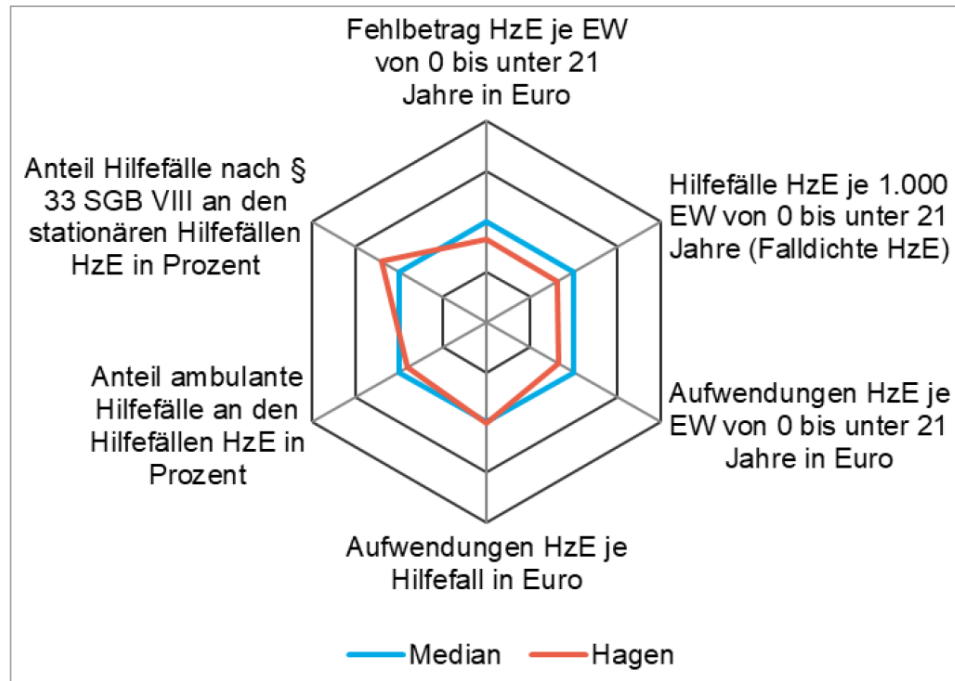 Fehlbetrag HzE je EW
von 0 bis unter 21
Jahre in Euro
Hilfefälle HzE je 1.000
EW von 0 bis unter 21
Jahre (Falldichte HzE)
Aufwendungen HzE je
EW von 0 bis unter 21
Jahre in Euro
Aufwendungen HzE je
Hilfefall in Euro
Anteil ambulante
Hilfefälle an den
Hilfefällen HzE in
Prozent
Anteil Hilfefälle nach §
33 SGB VIII an den
stationären Hilfefällen
HzE in Prozent
Median
Hagen